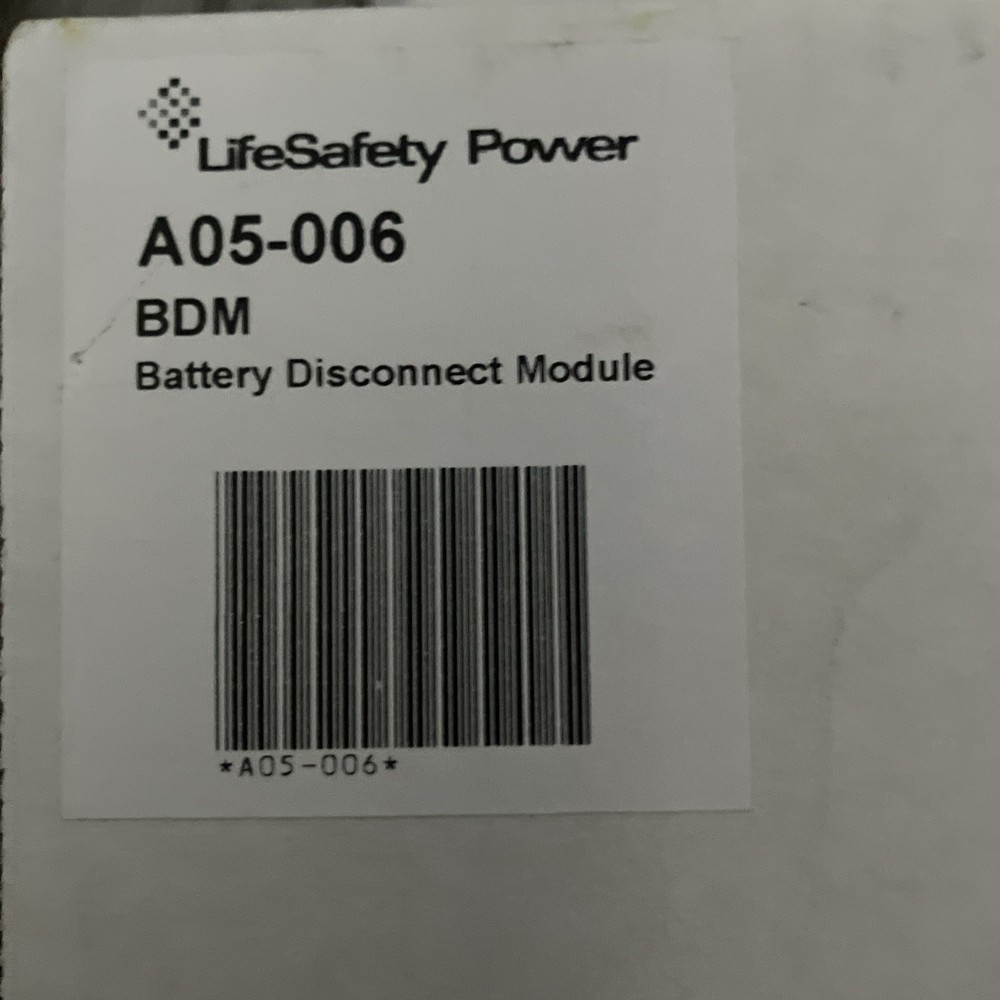 LifeSafety Power
A05-006
BDM
Battery Disconnect Module
*A05-006*